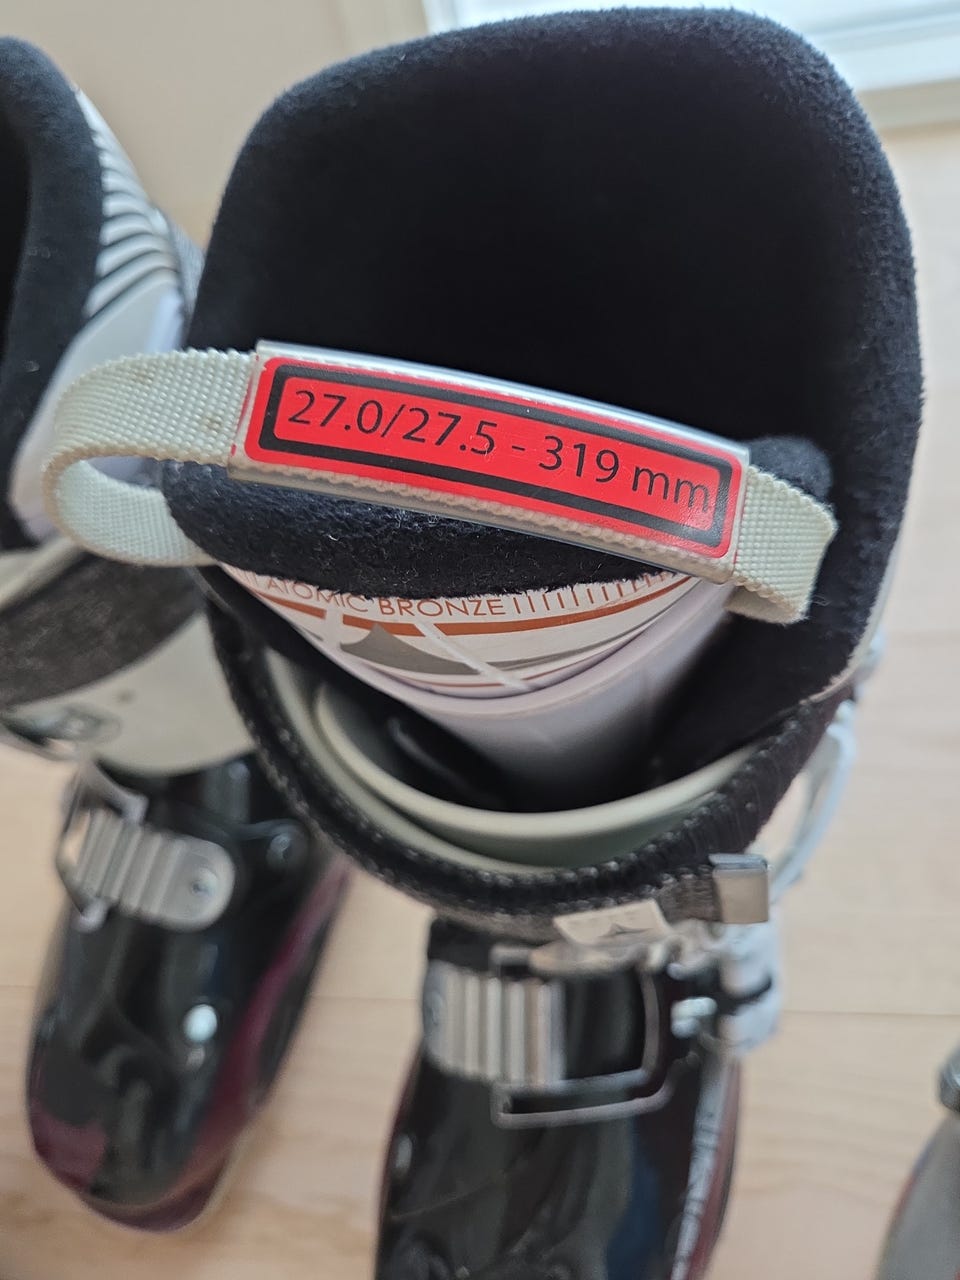 27.0/27.5 - 319 mm
ATOMIC BRONZE